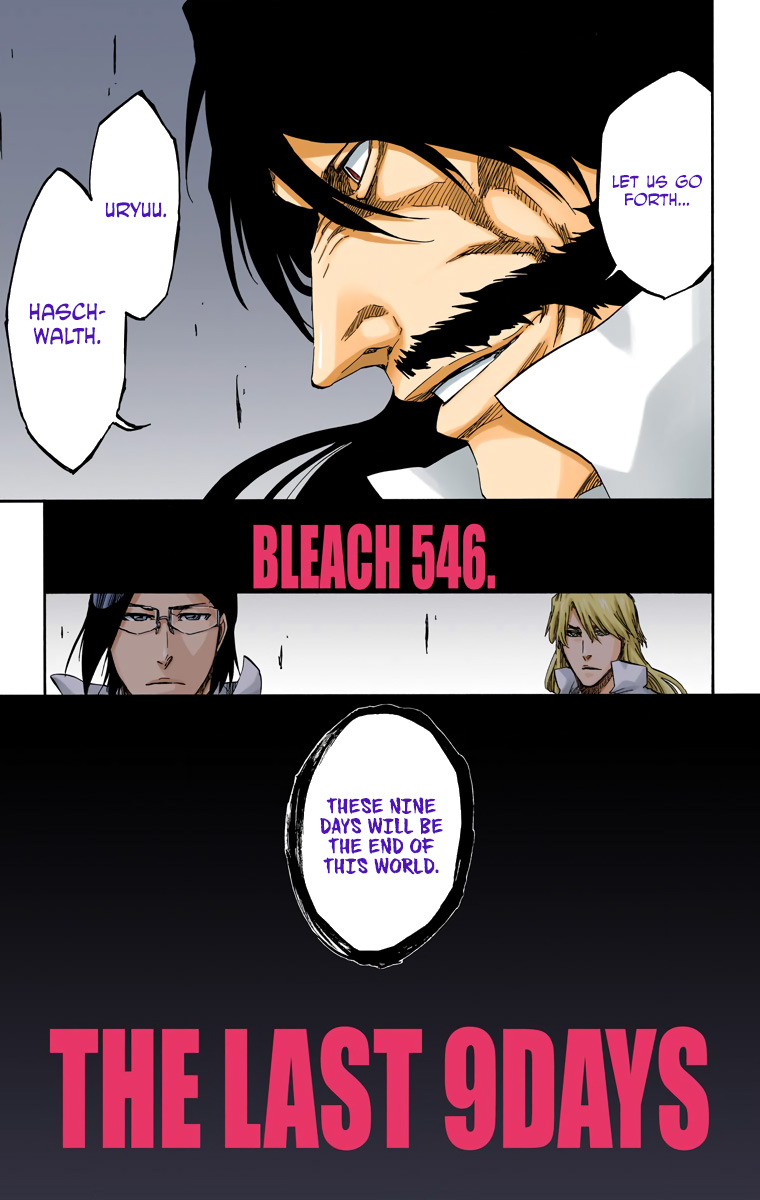 LET US GO
FORTH...
URYUU.
HASCH-
WALTH.
BLEACH 546.
THESE NINE
DAYS WILL BE
THE END OF
THIS WORLD.
THE LAST 9DAYS